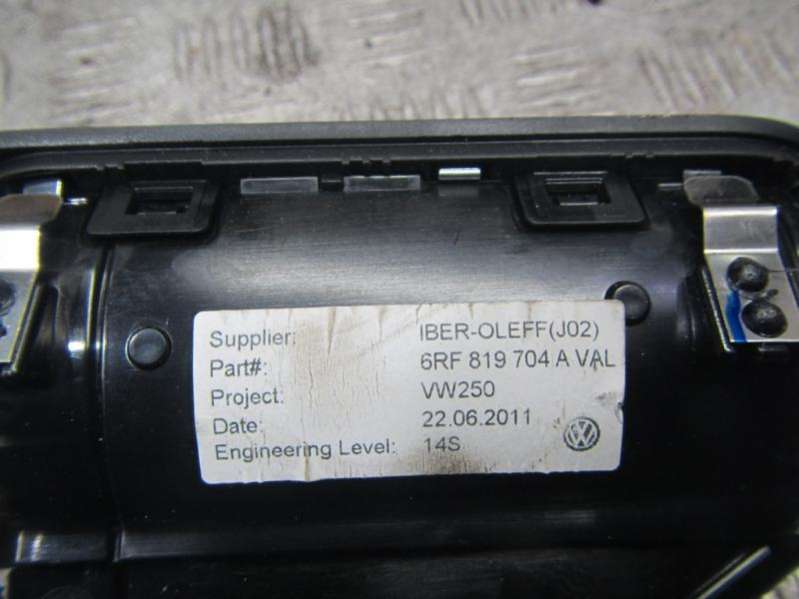 Supplier: IBER-OLEFF(J02)
Part#: 6RF 819 704 A VAL
Project: VW250
Date: 22.06.2011
Engineering Level: 14S